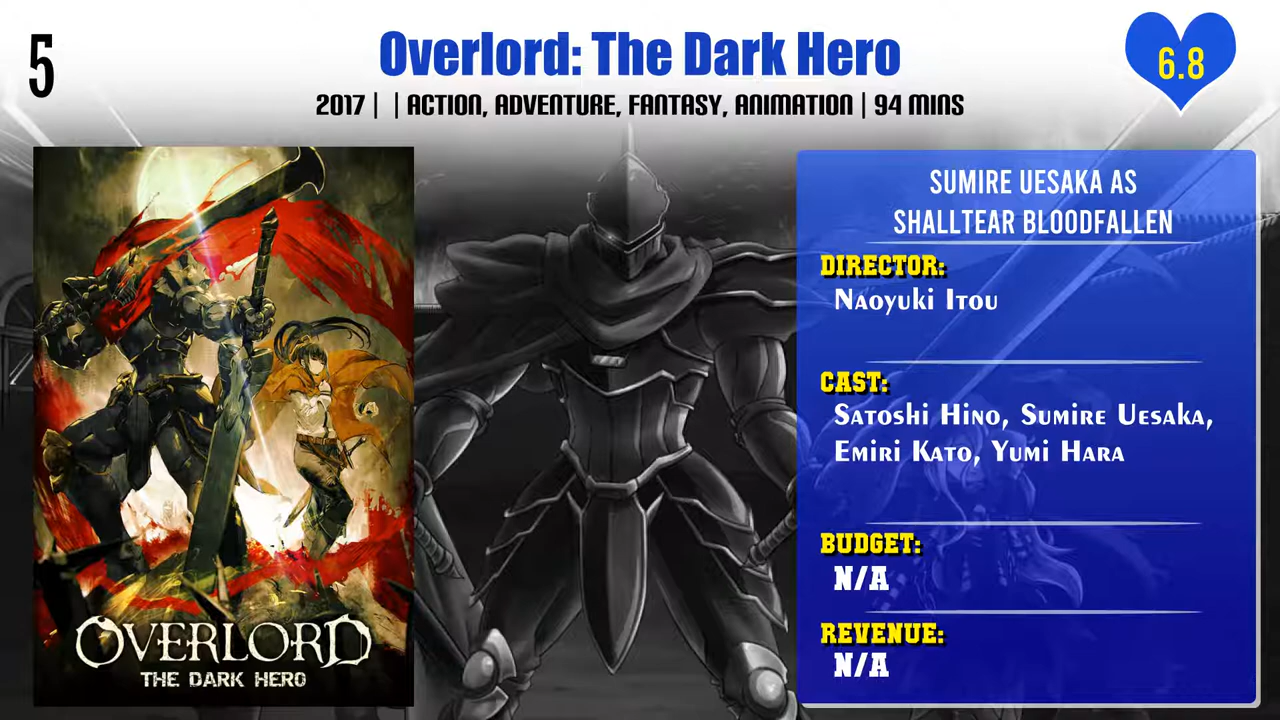 5
Overlord: The Dark Hero
6.8
2017 | | ACTION, ADVENTURE, FANTASY, ANIMATION | 94 MINS
OVERLORD
THE DARK HERO
SUMIRE UESAKA AS
SHALLTEAR BLOODFALLEN
DIRECTOR:
Naoyuki Itou
CAST:
Satoshi Hino, Sumire Uesaka,
Emiri Kato, Yumi Hara
BUDGET:
N/A
REVENUE:
N/A